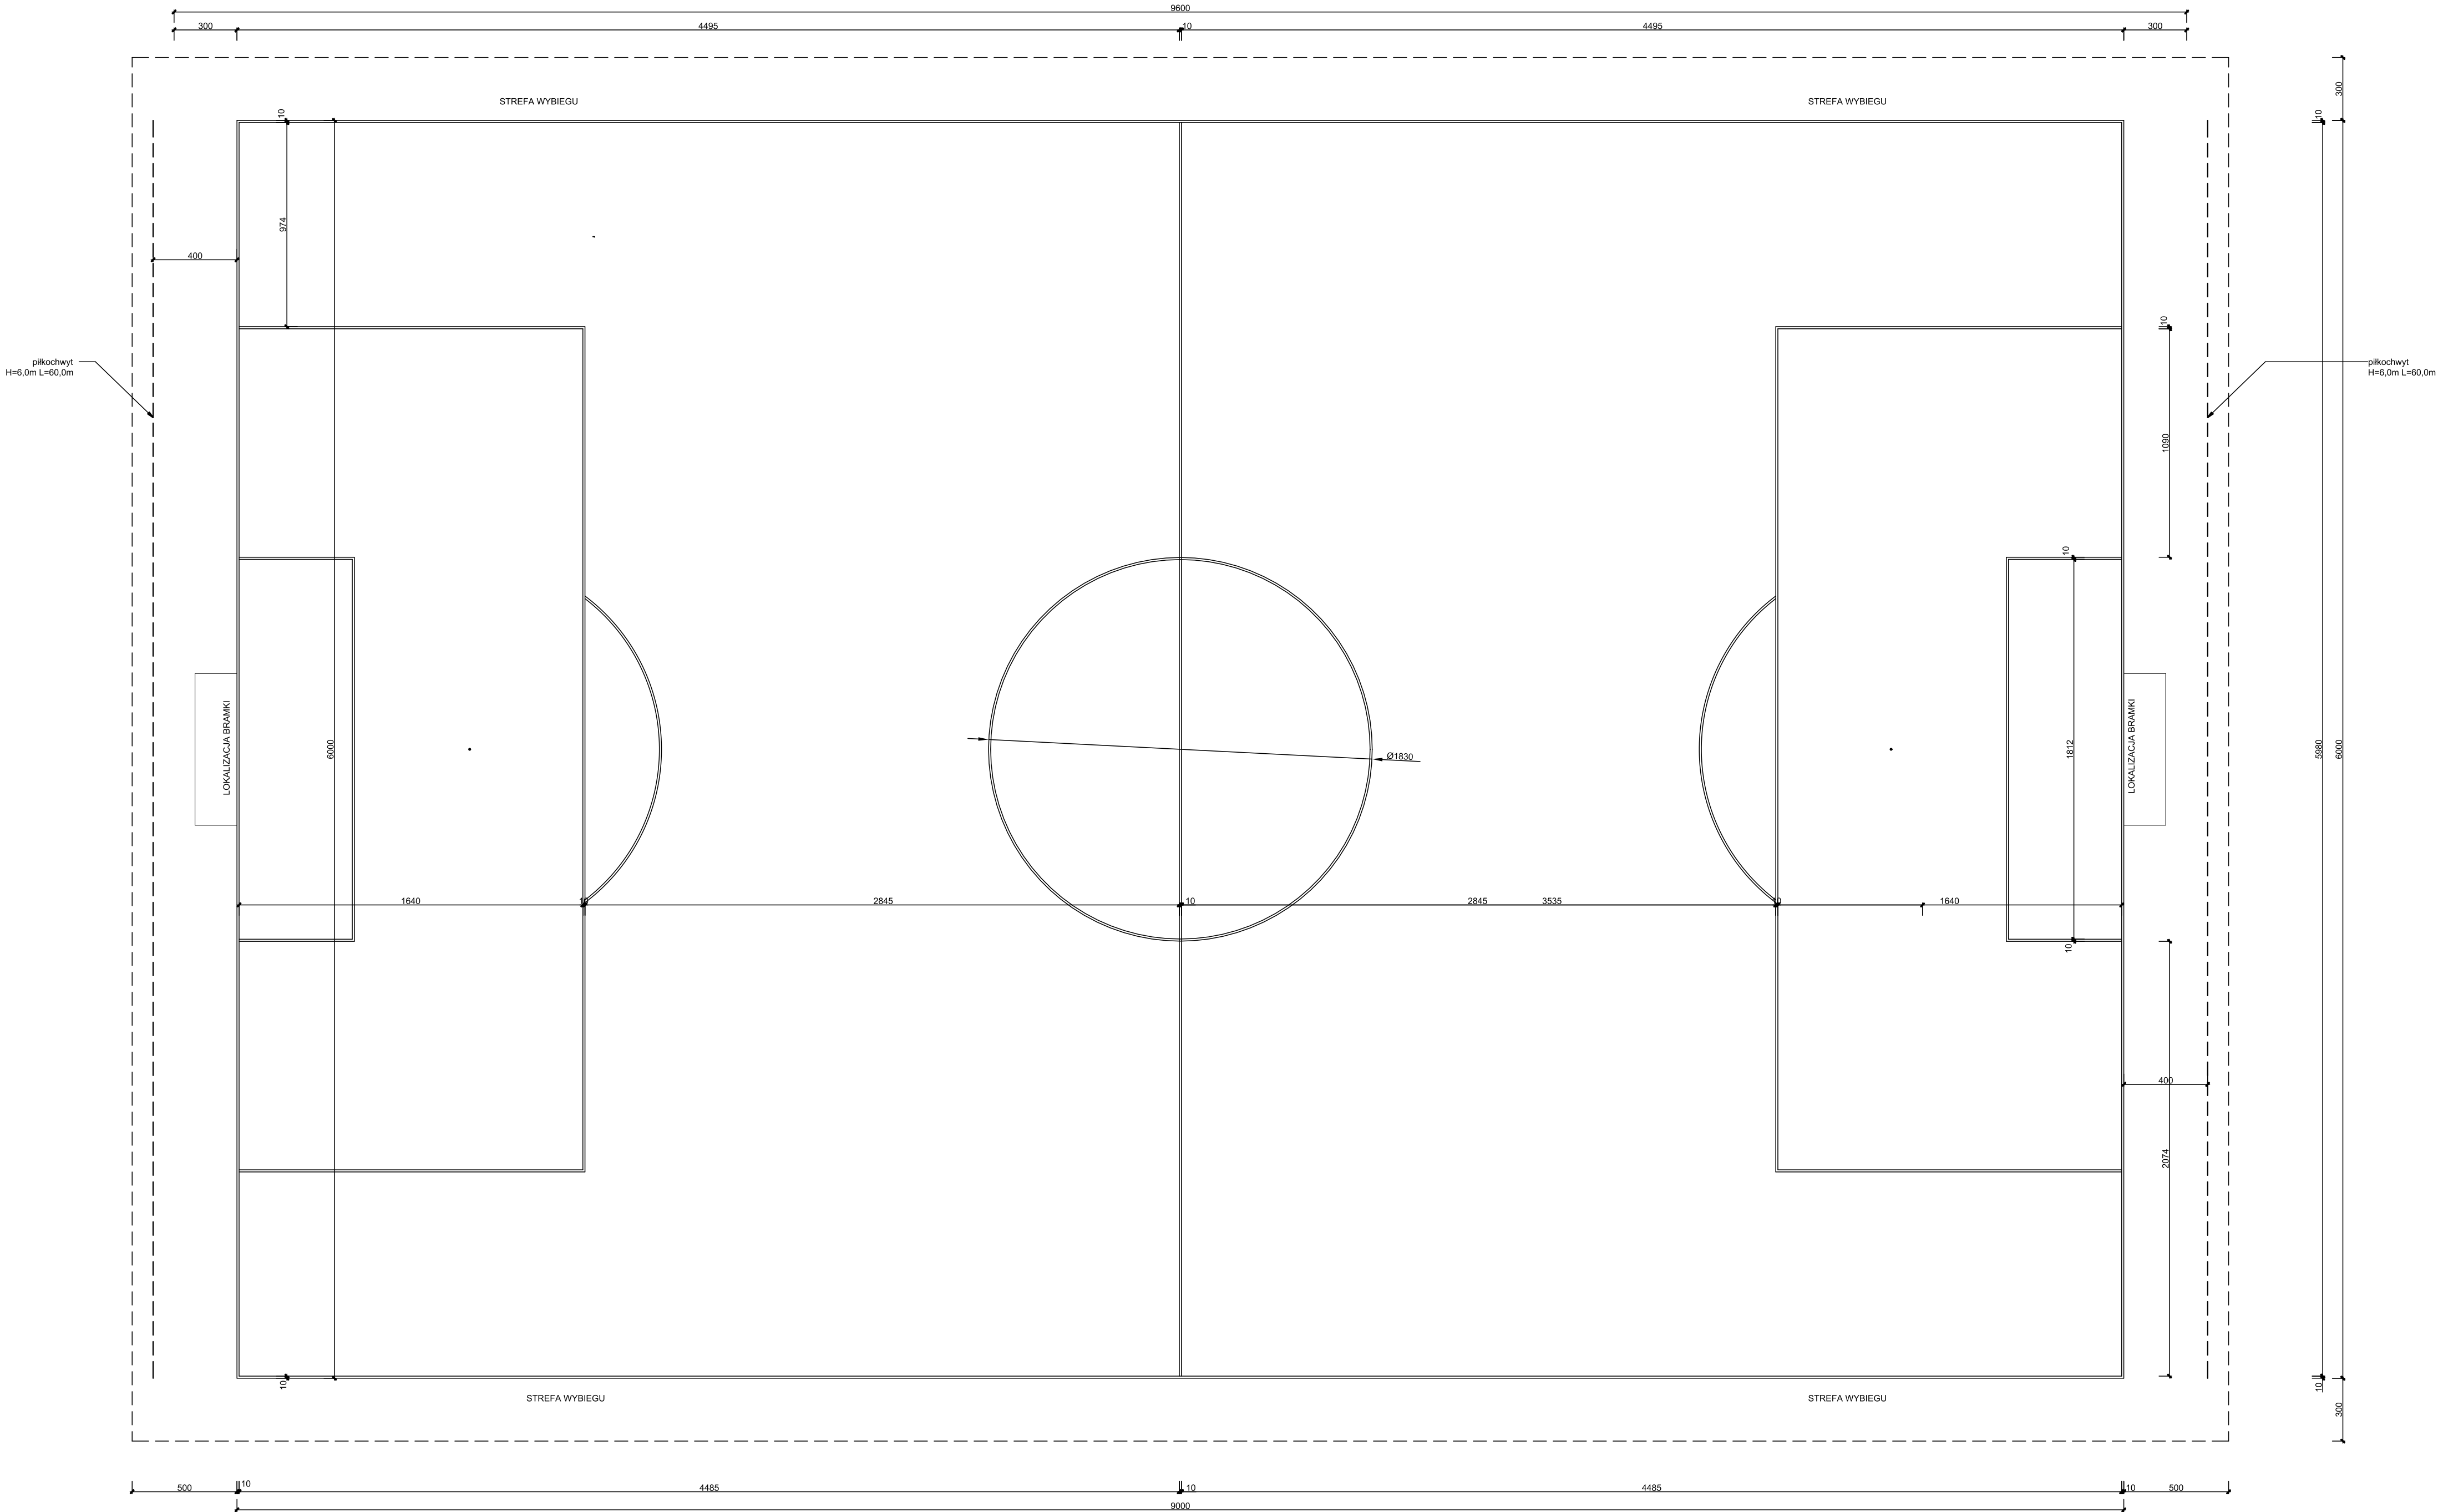 9600
300 4495 10 4495 300
300
STREFA WYBIEGU STREFA WYBIEGU
10 10
974
400
10
piłkochwyt
H=6,0m L=60,0m
piłkochwyt
H=6,0m L=60,0m
1090
10
LOKALIZACJA BRAMKI
6000
Ø1830
1812
LOKALIZACJA BRAMKI
5980
6000
1640 10 2845 10 2845 3535 10 1640
10
400
2074
10
STREFA WYBIEGU STREFA WYBIEGU
10
300
500 10 4485 10 4485 10 500
9000